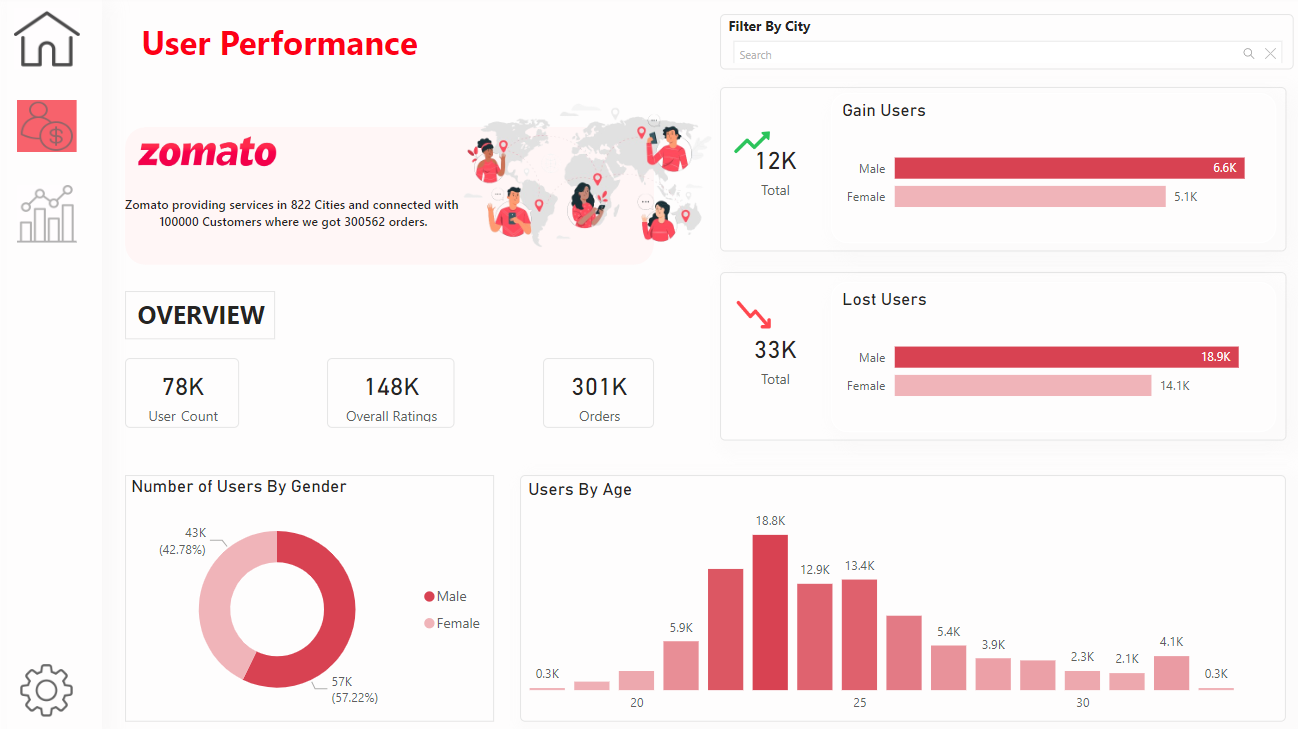 User Performance
Filter By City
Search
zomato
Zomato providing services in 822 Cities and connected with
100000 Customers where we got 300562 orders.
Gain Users
12K
Total
Male
6.6K
Female
5.1K
OVERVIEW
Lost Users
33K
Total
Male
18.9K
Female
14.1K
78K
User Count
148K
Overall Ratings
301K
Orders
Number of Users By Gender
43K
(42.78%)
57K
(57.22%)
Male
Female
Users By Age
0.3K
5.9K
18.8K
12.9K
13.4K
5.4K
3.9K
2.3K
2.1K
4.1K
0.3K
20
25
30